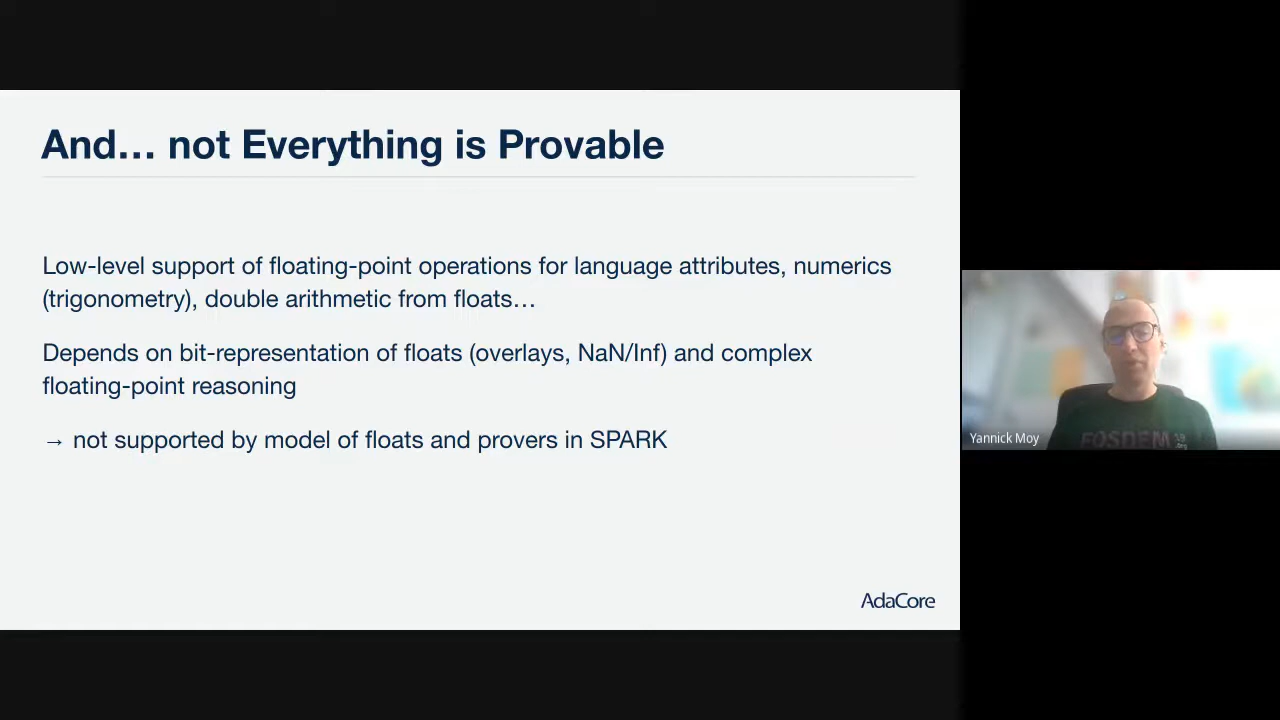 And… not Everything is Provable
Low-level support of floating-point operations for language attributes, numerics
(trigonometry), double arithmetic from floats…
Depends on bit-representation of floats (overlays, NaN/Inf) and complex
floating-point reasoning
→ not supported by model of floats and provers in SPARK
AdaCore
Yannick Moy
FOSDEM
.org